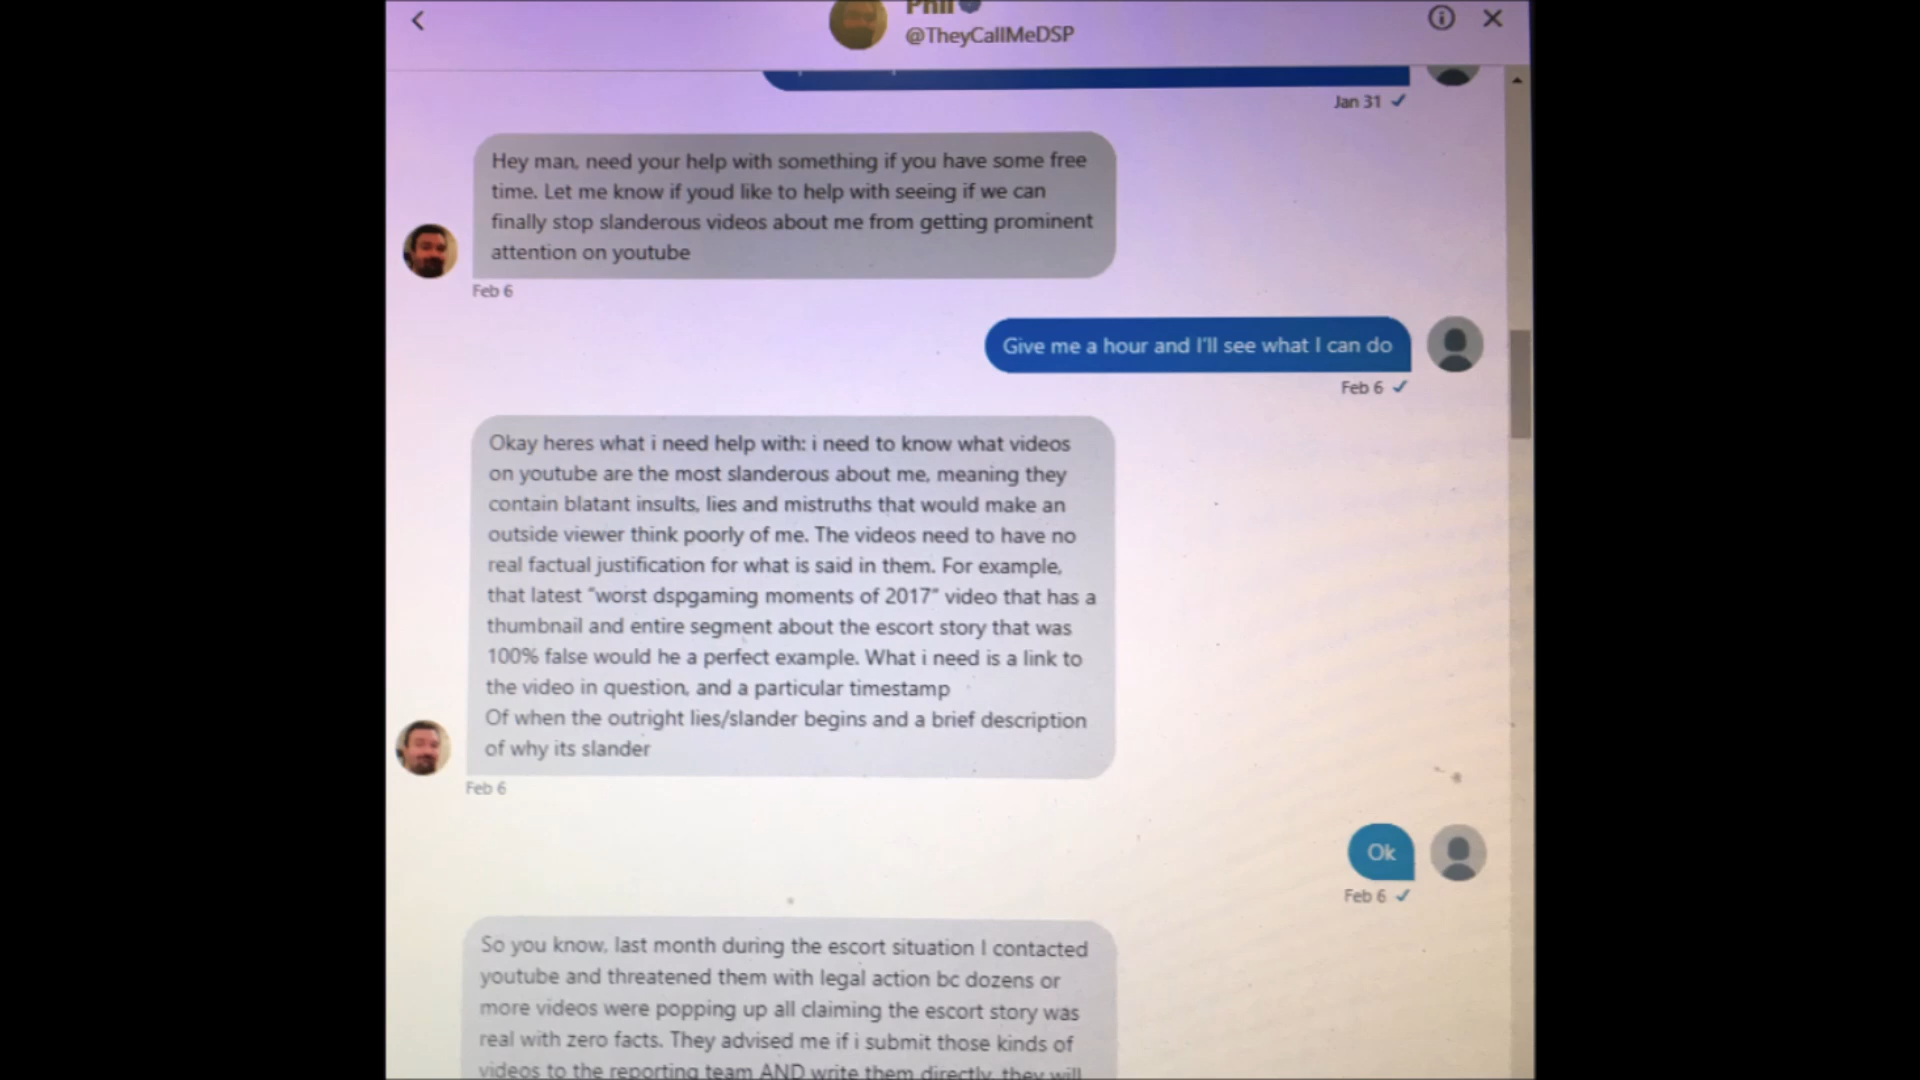 Phil
@TheyCallMeDSP
Jan 31
Hey man, need your help with something if you have some free
time. Let me know if youd like to help with seeing if we can
finally stop slanderous videos about me from getting prominent
attention on youtube
Feb 6
Give me a hour and I'll see what I can do
Feb 6
Okay heres what i need help with: i need to know what videos
on youtube are the most slanderous about me, meaning they
contain blatant insults, lies and mistruths that would make an
outside viewer think poorly of me. The videos need to have no
real factual justification for what is said in them. For example,
that latest "worst dspgaming moments of 2017" video that has a
thumbnail and entire segment about the escort story that was
100% false would he a perfect example. What i need is a link to
the video in question, and a particular timestamp
Of when the outright lies/slander begins and a brief description
of why its slander
Feb 6
Ok
Feb 6
So you know, last month during the escort situation I contacted
youtube and threatened them with legal action bc dozens or
more videos were popping up all claiming the escort story was
real with zero facts. They advised me if i submit those kinds of
videos to the reporting team AND write them directly, they will